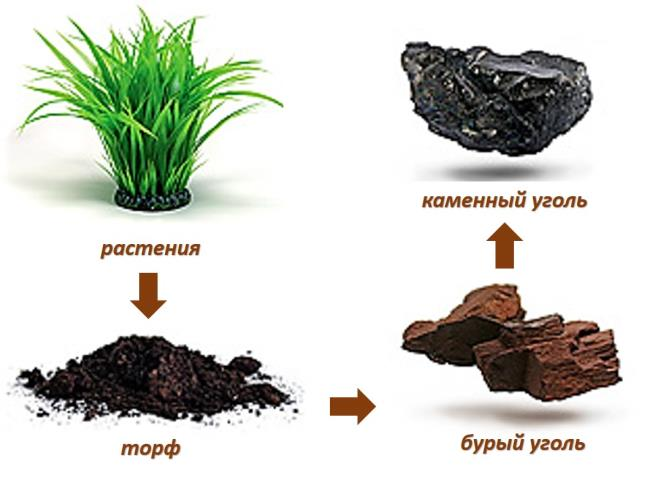 растения
торф
бурый уголь
каменный уголь